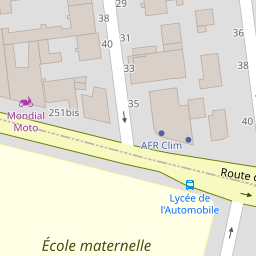 29
38
36
40
38
33
251bis
35
Mondial
Moto
AFR Clim
40
Route d
Lycée de
l'Automobile
École maternelle